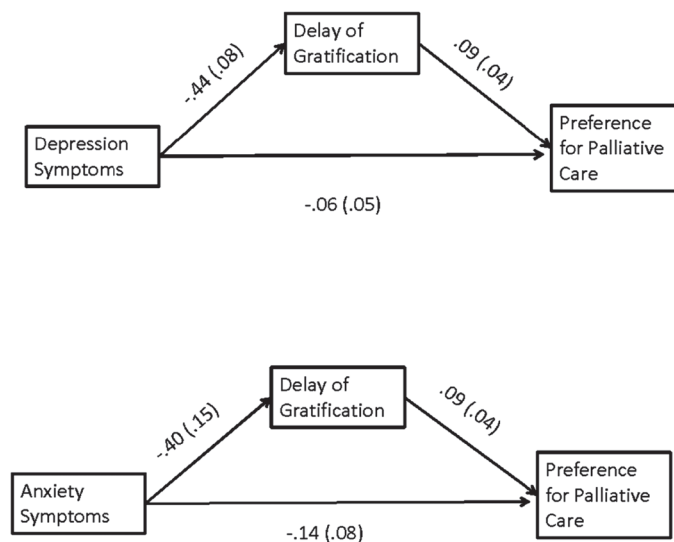 Delay of
Gratification
-.44 (.08)
.09 (.04)
Depression
Symptoms
Preference
for Palliative
Care
-.06 (.05)
Delay of
Gratification
-.40 (.15)
.09 (.04)
Anxiety
Symptoms
Preference
for Palliative
Care
-.14 (.08)